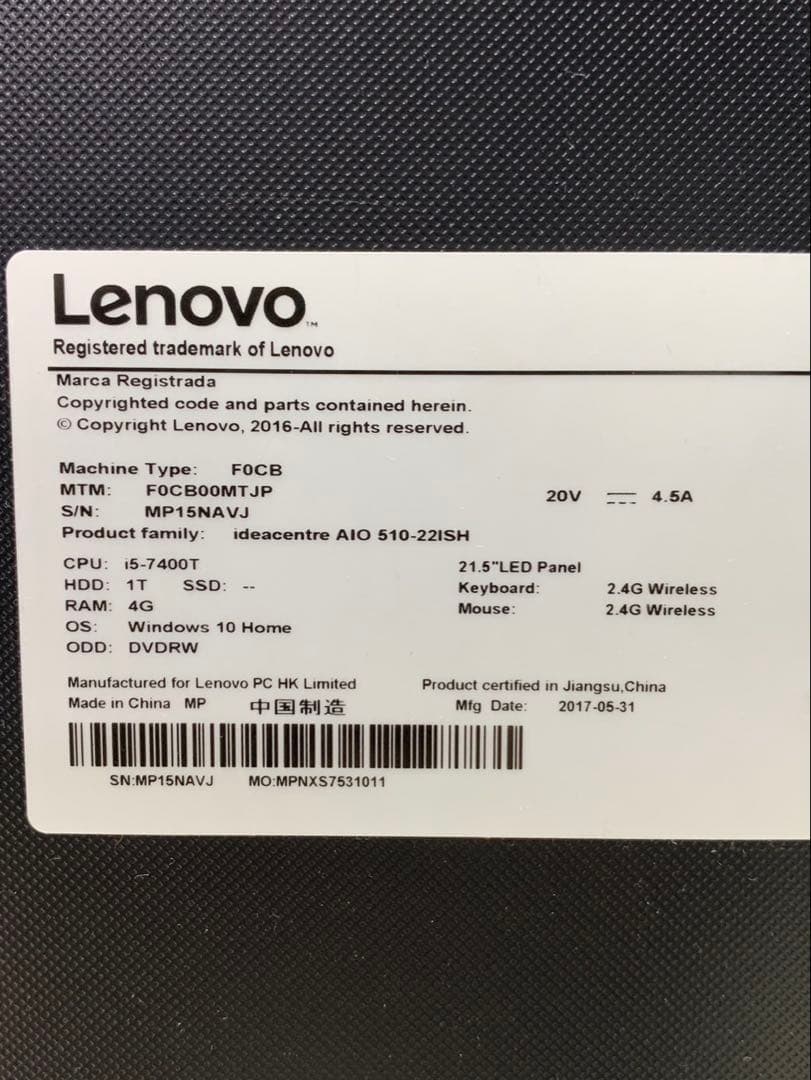 Lenovo™
Registered trademark of Lenovo
Marca Registrada
Copyrighted code and parts contained herein.
© Copyright Lenovo, 2016-All rights reserved.
Machine Type: F0CB
MTM: F0CB00MTJP
20V 4.5A
S/N: MP15NAVJ
Product family: ideacentre AIO 510-22ISH
CPU: i5-7400T
21.5"LED Panel
HDD: 1T SSD: --
Keyboard: 2.4G Wireless
RAM: 4G
Mouse: 2.4G Wireless
OS: Windows 10 Home
ODD: DVDRW
Manufactured for Lenovo PC HK Limited
Product certified in Jiangsu,China
Made in China MP 中国制造
Mfg Date: 2017-05-31
SN:MP15NAVJ MO:MPNXS7531011